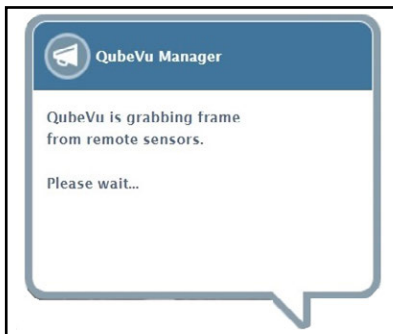 QubeVu Manager
QubeVu is grabbing frame
from remote sensors.
Please wait...